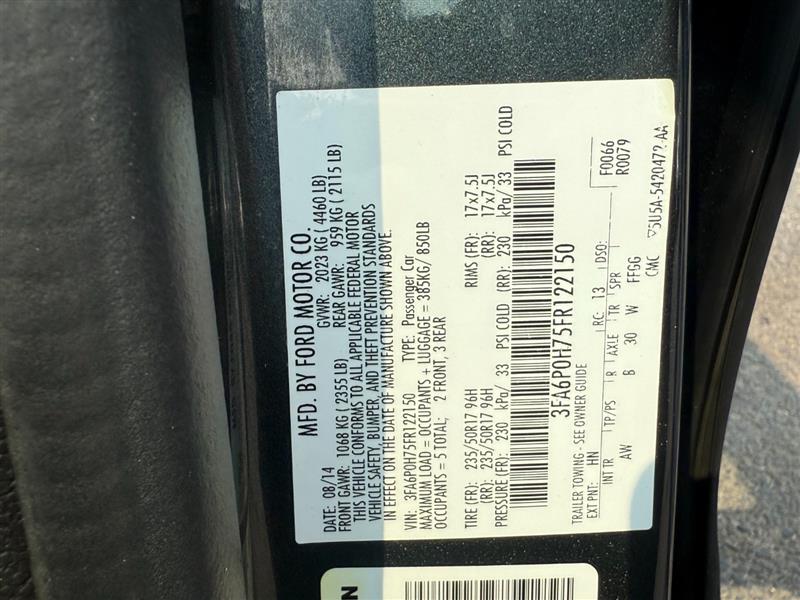 MFD. BY FORD MOTOR CO.
DATE: 08/14 GVWR: 2023 KG ( 4460 LB)
FRONT GAWR: 1068 KG ( 2355 LB) REAR GAWR: 959 KG ( 2115 LB)
THIS VEHICLE CONFORMS TO ALL APPLICABLE FEDERAL MOTOR
VEHICLE SAFETY, BUMPER, AND THEFT PREVENTION STANDARDS
IN EFFECT ON THE DATE OF MANUFACTURE SHOWN ABOVE.
VIN: 3FA6P0H75FR122150 TYPE: Passenger Car
MAXIMUM LOAD = OCCUPANTS + LUGGAGE = 385KG/ 850LB
OCCUPANTS = 5 TOTAL; 2 FRONT, 3 REAR
TIRE (FR): 235/50R17 96H RIMS (FR): 17x7.5J
(RR): 235/50R17 96H (RR): 17x7.5J
PRESSURE (FR): 230 kPa/ 33 PSI COLD (RR): 230 kPa/ 33 PSI COLD
3FA6P0H75FR122150
TRAILER TOWING - SEE OWNER GUIDE F0066
EXT PNT: HN RC: 13 DSO: R0079
INT TR TP/PS R AXLE TR SPR
AW B 30 W FFGG
CMC 5U5A-5420472-AA
N